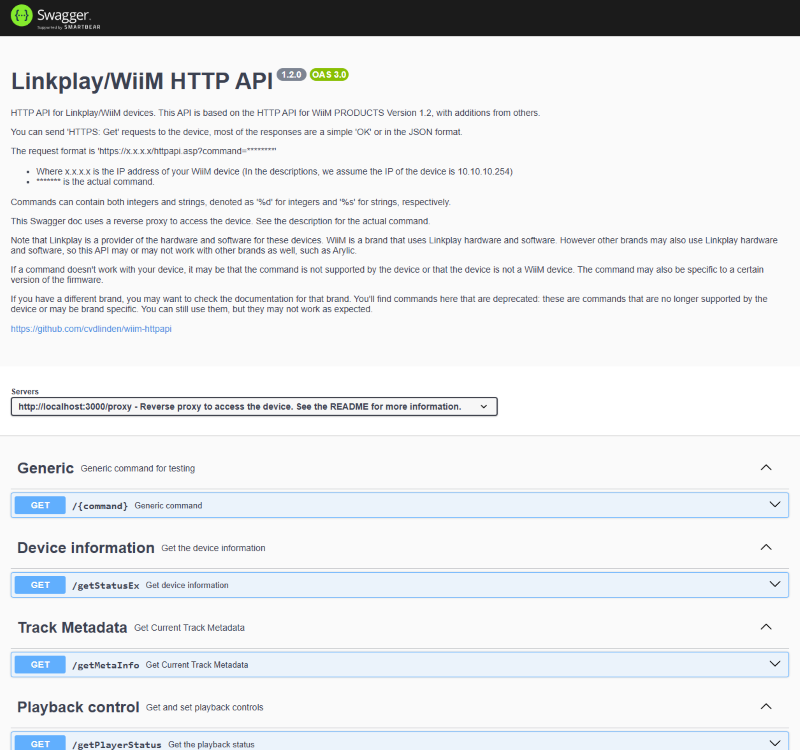 Swagger.
Supported by SMARTBEAR
Linkplay/WiiM HTTP API 1.2.0 OAS 3.0
HTTP API for Linkplay/WiiM devices. This API is based on the HTTP API for WiiM PRODUCTS Version 1.2, with additions from others.
You can send 'HTTPS: Get' requests to the device, most of the responses are a simple 'OK' or in the JSON format.
The request format is 'https://x.x.x.x/httpapi.asp?command=********'
• Where x.x.x.x is the IP address of your WiiM device (In the descriptions, we assume the IP of the device is 10.10.10.254)
• ******* is the actual command.
Commands can contain both integers and strings, denoted as '%d' for integers and '%s' for strings, respectively.
This Swagger doc uses a reverse proxy to access the device. See the description for the actual command.
Note that Linkplay is a provider of the hardware and software for these devices. WiiM is a brand that uses Linkplay hardware and software. However other brands may also use Linkplay hardware
and software, so this API may or may not work with other brands as well, such as Arylic.
If a command doesn't work with your device, it may be that the command is not supported by the device or that the device is not a WiiM device. The command may also be specific to a certain
version of the firmware.
If you have a different brand, you may want to check the documentation for that brand. You'll find commands here that are deprecated: these are commands that are no longer supported by the
device or may be brand specific. You can still use them, but they may not work as expected.
https://github.com/cvdlinden/wiim-httpapi
Servers
http://localhost:3000/proxy - Reverse proxy to access the device. See the README for more information.
Generic Generic command for testing
GET /{command} Generic command
Device information Get the device information
GET /getStatusEx Get device information
Track Metadata Get Current Track Metadata
GET /getMetaInfo Get Current Track Metadata
Playback control Get and set playback controls
GET /getPlayerStatus Get the playback status